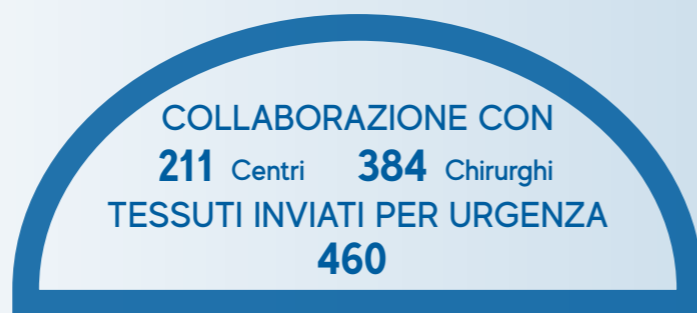 COLLABORAZIONE CON
211 Centri 384 Chirurghi
TESSUTI INVIATI PER URGENZA
460